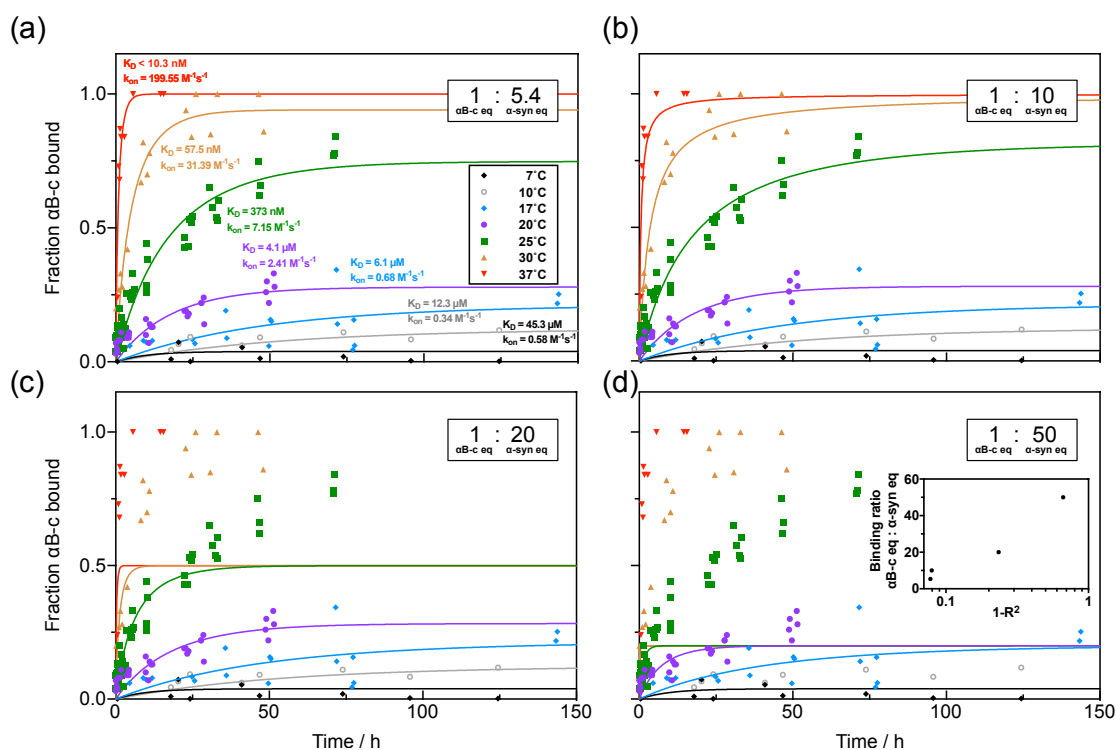 (a)
K_D < 10.3 nM
k_on = 199.55 M⁻¹s⁻¹
1 : 5.4
αB-c eq α-syn eq
K_D = 57.5 nM
k_on = 31.39 M⁻¹s⁻¹
K_D = 373 nM
k_on = 7.15 M⁻¹s⁻¹
K_D = 4.1 µM
k_on = 2.41 M⁻¹s⁻¹
K_D = 6.1 µM
k_on = 0.68 M⁻¹s⁻¹
K_D = 12.3 µM
k_on = 0.34 M⁻¹s⁻¹
K_D = 45.3 µM
k_on = 0.58 M⁻¹s⁻¹
7˚C
10˚C
17˚C
20˚C
25˚C
30˚C
37˚C
Fraction αB-c bound
1.0
0.5
0.0
(b)
1 : 10
αB-c eq α-syn eq
(c)
1 : 20
αB-c eq α-syn eq
Fraction αB-c bound
1.0
0.5
0.0
0 50 100 150
Time / h
(d)
1 : 50
αB-c eq α-syn eq
Binding ratio
αB-c eq : α-syn eq
60
40
20
0
0.1 1
1-R²
0 50 100 150
Time / h